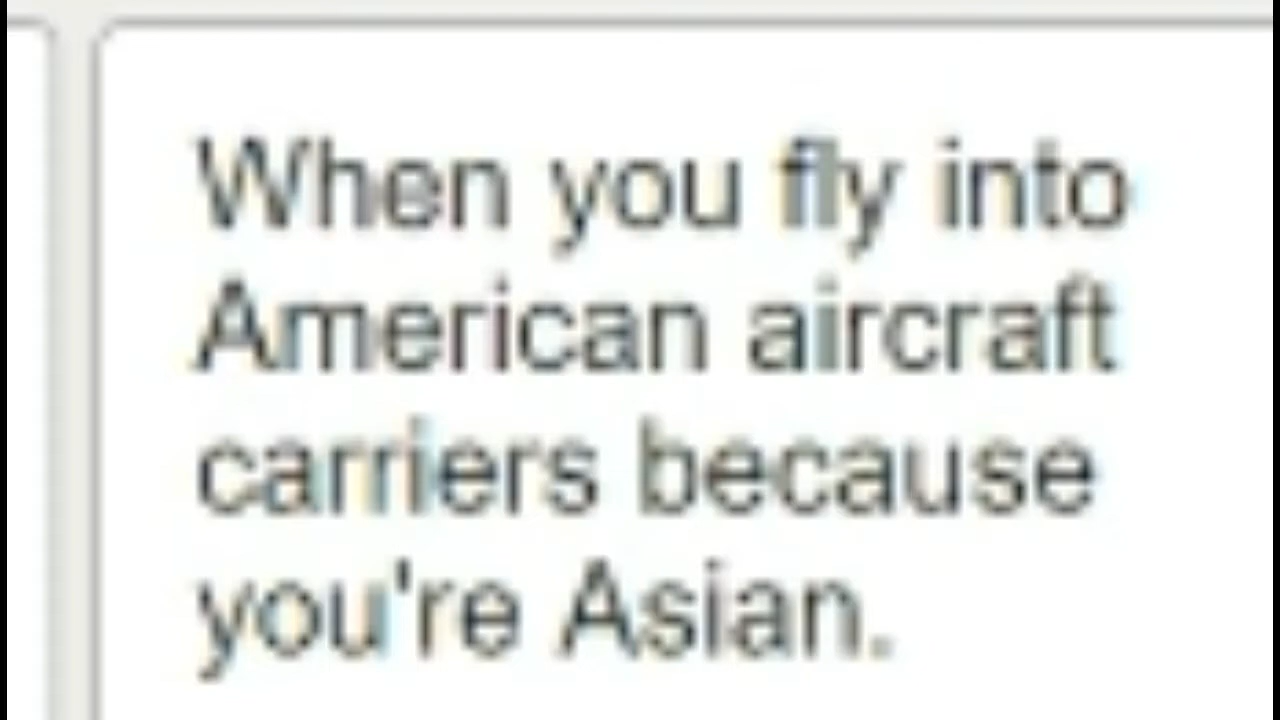 When you fly into
American aircraft
carriers because
you're Asian.